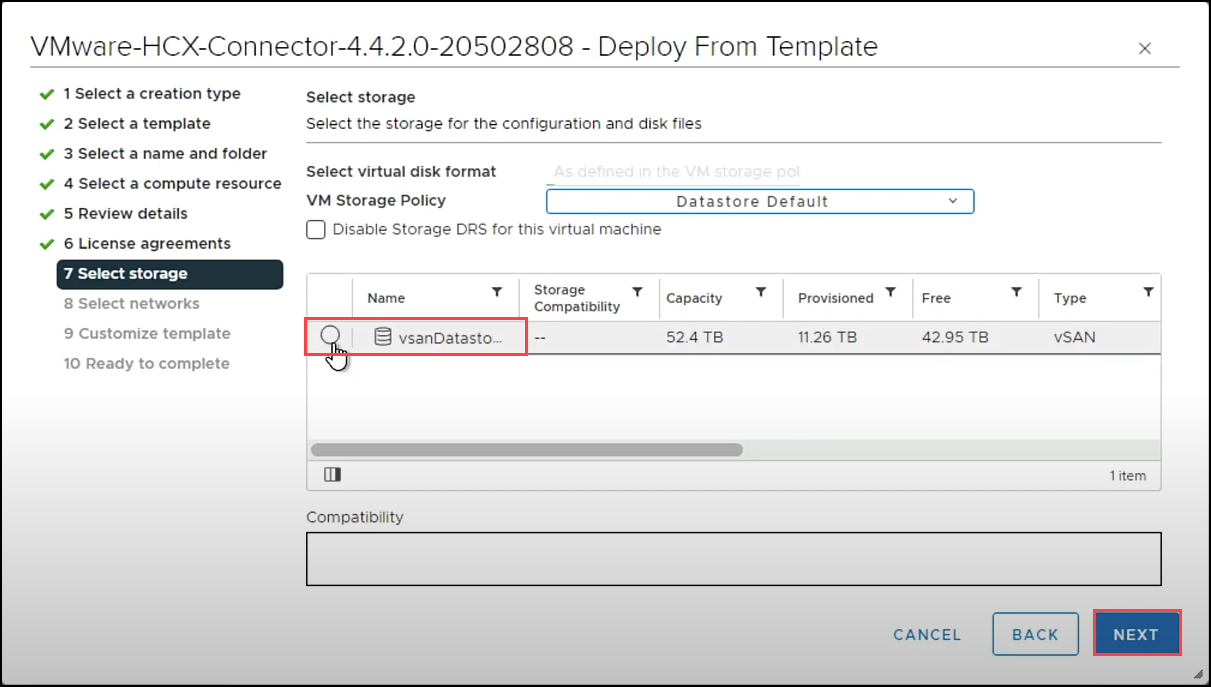 VMware-HCX-Connector-4.4.2.0-20502808 - Deploy From Template
1 Select a creation type
2 Select a template
3 Select a name and folder
4 Select a compute resource
5 Review details
6 License agreements
7 Select storage
8 Select networks
9 Customize template
10 Ready to complete
Select storage
Select the storage for the configuration and disk files
Select virtual disk format As defined in the VM storage pol
VM Storage Policy Datastore Default
Disable Storage DRS for this virtual machine
Name Storage Compatibility Capacity Provisioned Free Type
vsanDatasto... -- 52.4 TB 11.26 TB 42.95 TB vSAN
1 item
Compatibility
CANCEL BACK NEXT